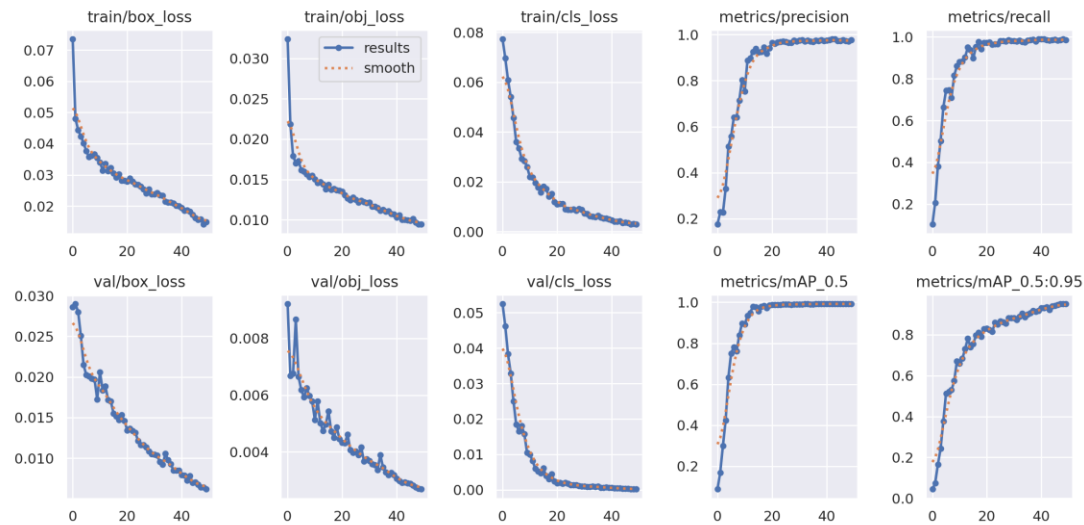 train/box_loss
0.07
0.06
0.05
0.04
0.03
0.02
0 20 40
train/obj_loss
results
smooth
0.030
0.025
0.020
0.015
0.010
0 20 40
train/cls_loss
0.08
0.06
0.04
0.02
0.00
0 20 40
metrics/precision
1.0
0.8
0.6
0.4
0.2
0 20 40
metrics/recall
1.0
0.8
0.6
0.4
0.2
0 20 40
val/box_loss
0.030
0.025
0.020
0.015
0.010
0 20 40
val/obj_loss
0.008
0.006
0.004
0 20 40
val/cls_loss
0.05
0.04
0.03
0.02
0.01
0.00
0 20 40
metrics/mAP_0.5
1.0
0.8
0.6
0.4
0.2
0 20 40
metrics/mAP_0.5:0.95
0.8
0.6
0.4
0.2
0.0
0 20 40